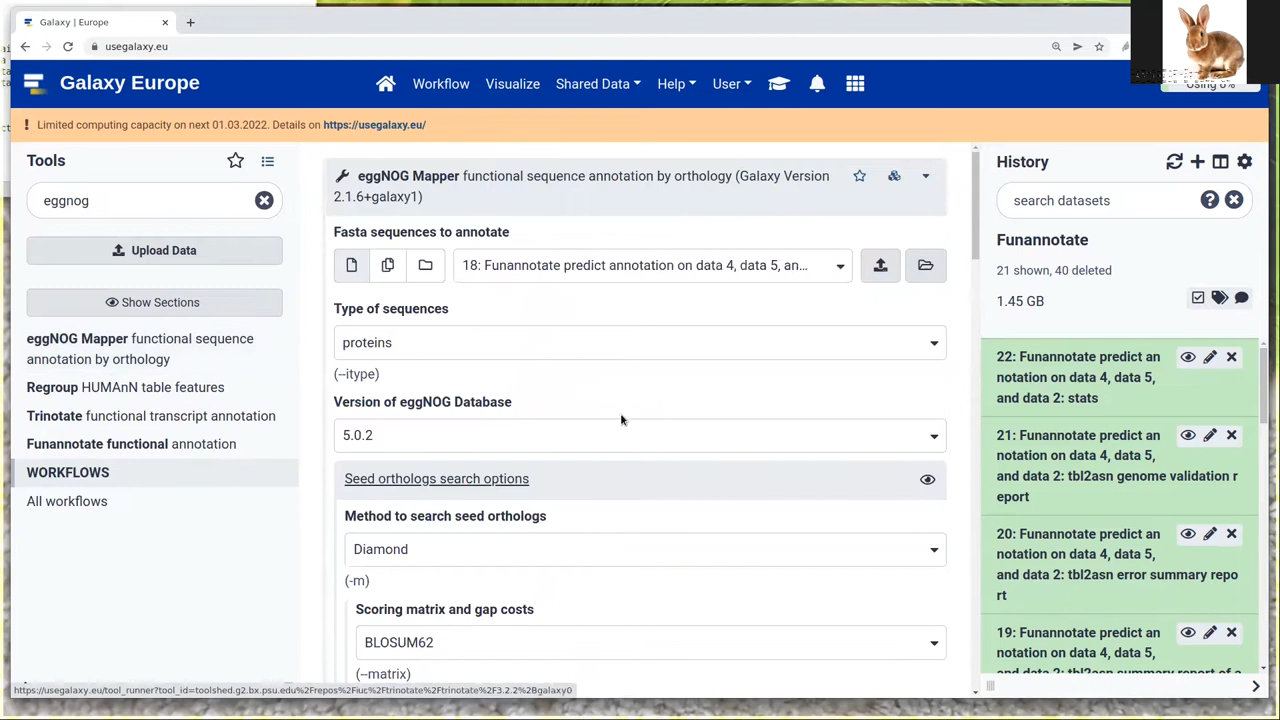 Galaxy | Europe
usegalaxy.eu
Galaxy Europe
Workflow
Visualize
Shared Data
Help
User
Using 6%
Limited computing capacity on next 01.03.2022. Details on https://usegalaxy.eu/
Tools
eggnog
Upload Data
Show Sections
eggNOG Mapper functional sequence
annotation by orthology
Regroup HUMAnN table features
Trinotate functional transcript annotation
Funannotate functional annotation
WORKFLOWS
All workflows
eggNOG Mapper functional sequence annotation by orthology (Galaxy Version
2.1.6+galaxy1)
Fasta sequences to annotate
18: Funannotate predict annotation on data 4, data 5, an...
Type of sequences
proteins
(--itype)
Version of eggNOG Database
5.0.2
Seed orthologs search options
Method to search seed orthologs
Diamond
(-m)
Scoring matrix and gap costs
BLOSUM62
(--matrix)
History
search datasets
Funannotate
21 shown, 40 deleted
1.45 GB
22: Funannotate predict an
notation on data 4, data 5,
and data 2: stats
21: Funannotate predict an
notation on data 4, data 5,
and data 2: tbl2asn genome validation r
eport
20: Funannotate predict an
notation on data 4, data 5,
and data 2: tbl2asn error summary repo
rt
19: Funannotate predict an
notation on data 4, data 5,
and data 2: tbl2asn summary report of a
https://usegalaxy.eu/tool_runner?tool_id=toolshed.g2.bx.psu.edu%2Frepos%2Fiuc%2Ftrinotate%2Ftrinotate%2F3.2.2%2Bgalaxy0